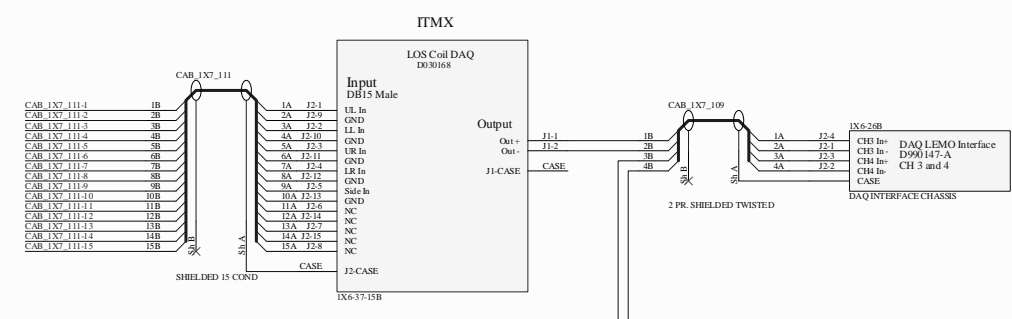 ITMX
LOS Coil DAQ
D030168
CAB_1X7_111
Input
DB15 Male
CAB_1X7_111-1 1B 1A J2-1 UL In
CAB_1X7_111-2 2B 2A J2-9 GND
CAB_1X7_111-3 3B 3A J2-2 LL In
CAB_1X7_111-4 4B 4A J2-10 GND
CAB_1X7_111-5 5B 5A J2-3 UR In
CAB_1X7_111-6 6B 6A J2-11 GND
CAB_1X7_111-7 7B 7A J2-4 LR In
CAB_1X7_111-8 8B 8A J2-12 GND
CAB_1X7_111-9 9B 9A J2-5 Side In
CAB_1X7_111-10 10B 10A J2-13 GND
CAB_1X7_111-11 11B 11A J2-6 NC
CAB_1X7_111-12 12B 12A J2-14 NC
CAB_1X7_111-13 13B 13A J2-7 NC
CAB_1X7_111-14 14B 14A J2-15 NC
CAB_1X7_111-15 15B 15A J2-8 NC
Sh B
Sh A
CASE J2-CASE
SHIELDED 15 COND
1X6-37-15B
Output
Out + J1-1
Out - J1-2
J1-CASE CASE
CAB_1X7_109
1B 1A J2-4 CH3 In+
2B 2A J2-1 CH3 In -
3B 3A J2-3 CH4 In+
4B 4A J2-2 CH4 In-
CASE
Sh B
Sh A
2 PR. SHIELDED TWISTED
1X6-26B
DAQ LEMO Interface
D990147-A
CH 3 and 4
DAQ INTERFACE CHASSIS